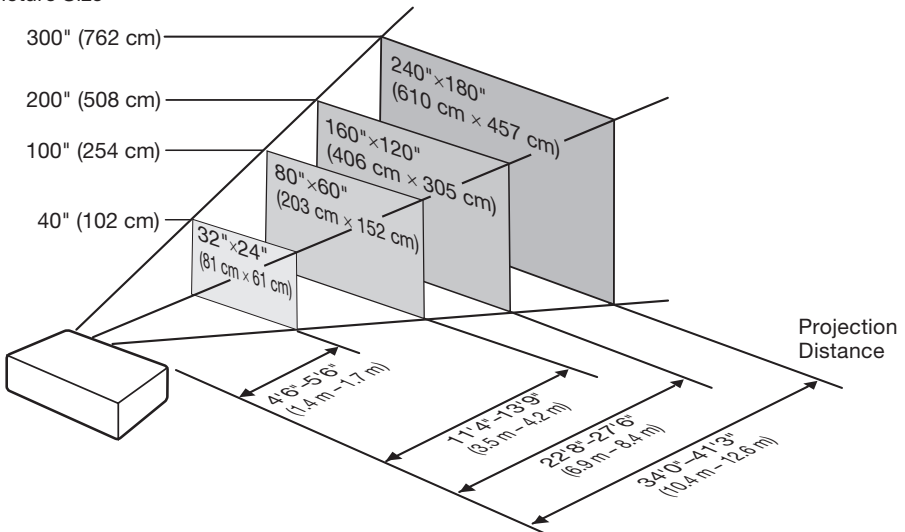 300" (762 cm)
200" (508 cm)
100" (254 cm)
40" (102 cm)
240"×180"
(610 cm × 457 cm)
160"×120"
(406 cm × 305 cm)
80"×60"
(203 cm × 152 cm)
32"×24"
(81 cm × 61 cm)
Projection
Distance
4'6"–5'6"
(1.4 m – 1.7 m)
11'4"–13'9"
(3.5 m – 4.2 m)
22'8"–27'6"
(6.9 m – 8.4 m)
34'0"–41'3"
(10.4 m – 12.6 m)